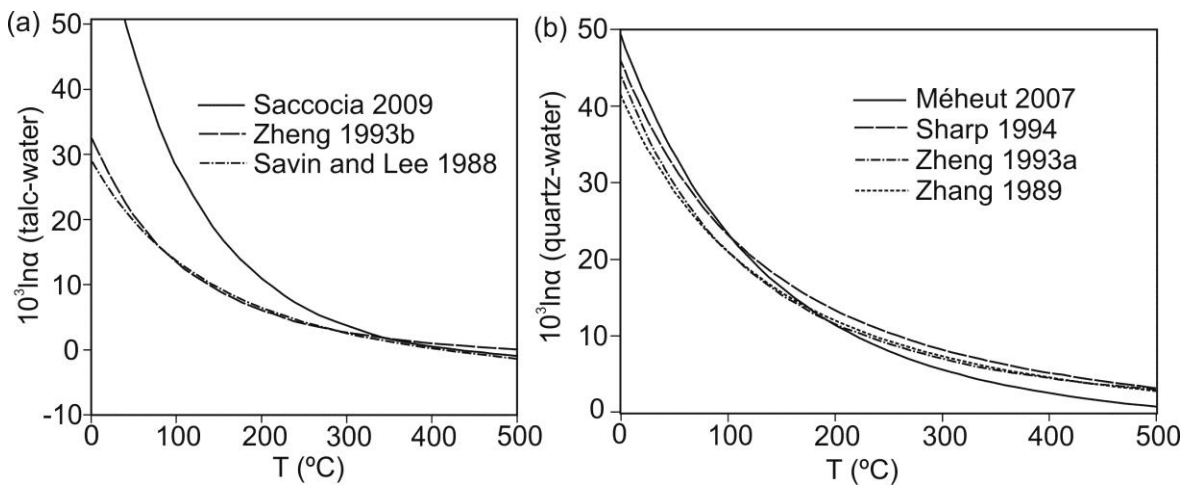 (a)
50
40
30
20
10
0
-10
10³lnα (talc-water)
Saccocia 2009
Zheng 1993b
Savin and Lee 1988
0 100 200 300 400 500
T (ºC)
(b)
50
40
30
20
10
0
10³lnα (quartz-water)
Méheut 2007
Sharp 1994
Zheng 1993a
Zhang 1989
0 100 200 300 400 500
T (ºC)